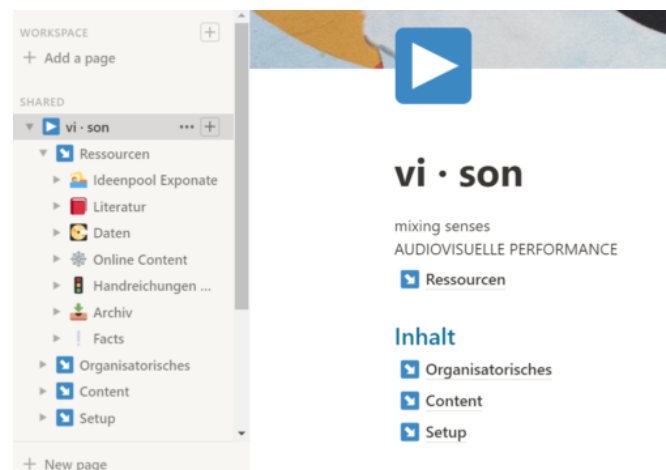 WORKSPACE
Add a page
SHARED
vi · son
Ressourcen
Ideenpool Exponate
Literatur
Daten
Online Content
Handreichungen ...
Archiv
Facts
Organisatorisches
Content
Setup
New page
vi · son
mixing senses
AUDIOVISUELLE PERFORMANCE
Ressourcen
Inhalt
Organisatorisches
Content
Setup